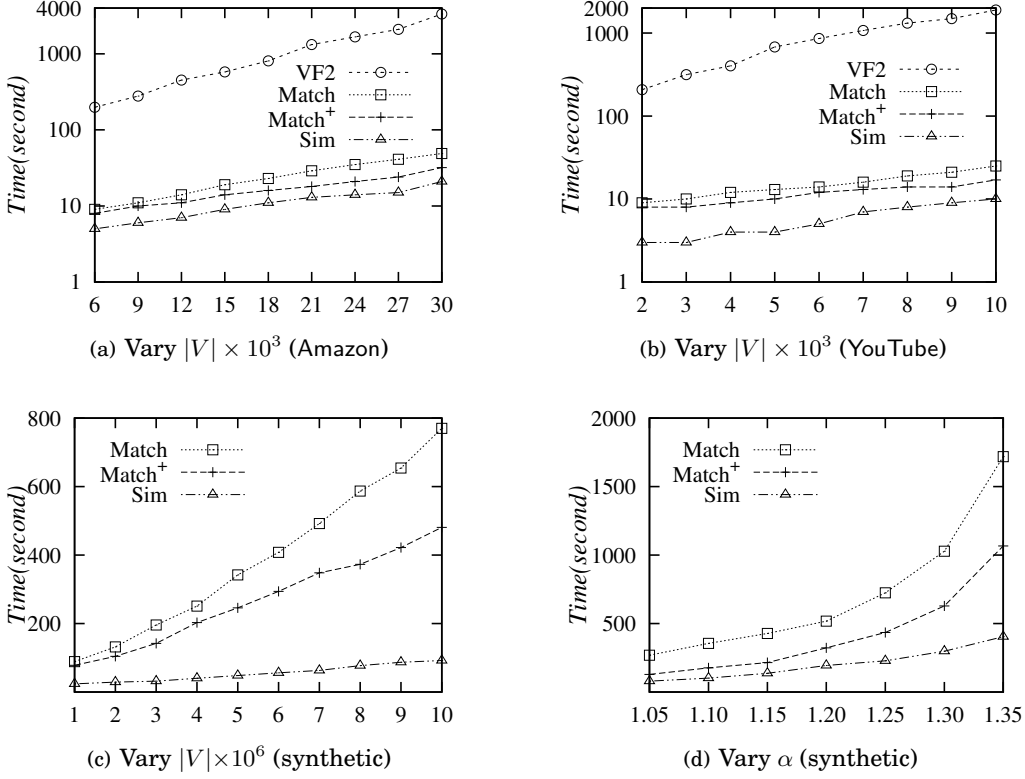 4000
1000
100
10
1
Time(second)
VF2
Match
Match+
Sim
6 9 12 15 18 21 24 27 30
(a) Vary |V| × 10^3 (Amazon)
2000
1000
100
10
1
Time(second)
VF2
Match
Match+
Sim
2 3 4 5 6 7 8 9 10
(b) Vary |V| × 10^3 (YouTube)
800
600
400
200
Time(second)
Match
Match+
Sim
1 2 3 4 5 6 7 8 9 10
(c) Vary |V|×10^6 (synthetic)
2000
1500
1000
500
Time(second)
Match
Match+
Sim
1.05 1.10 1.15 1.20 1.25 1.30 1.35
(d) Vary α (synthetic)